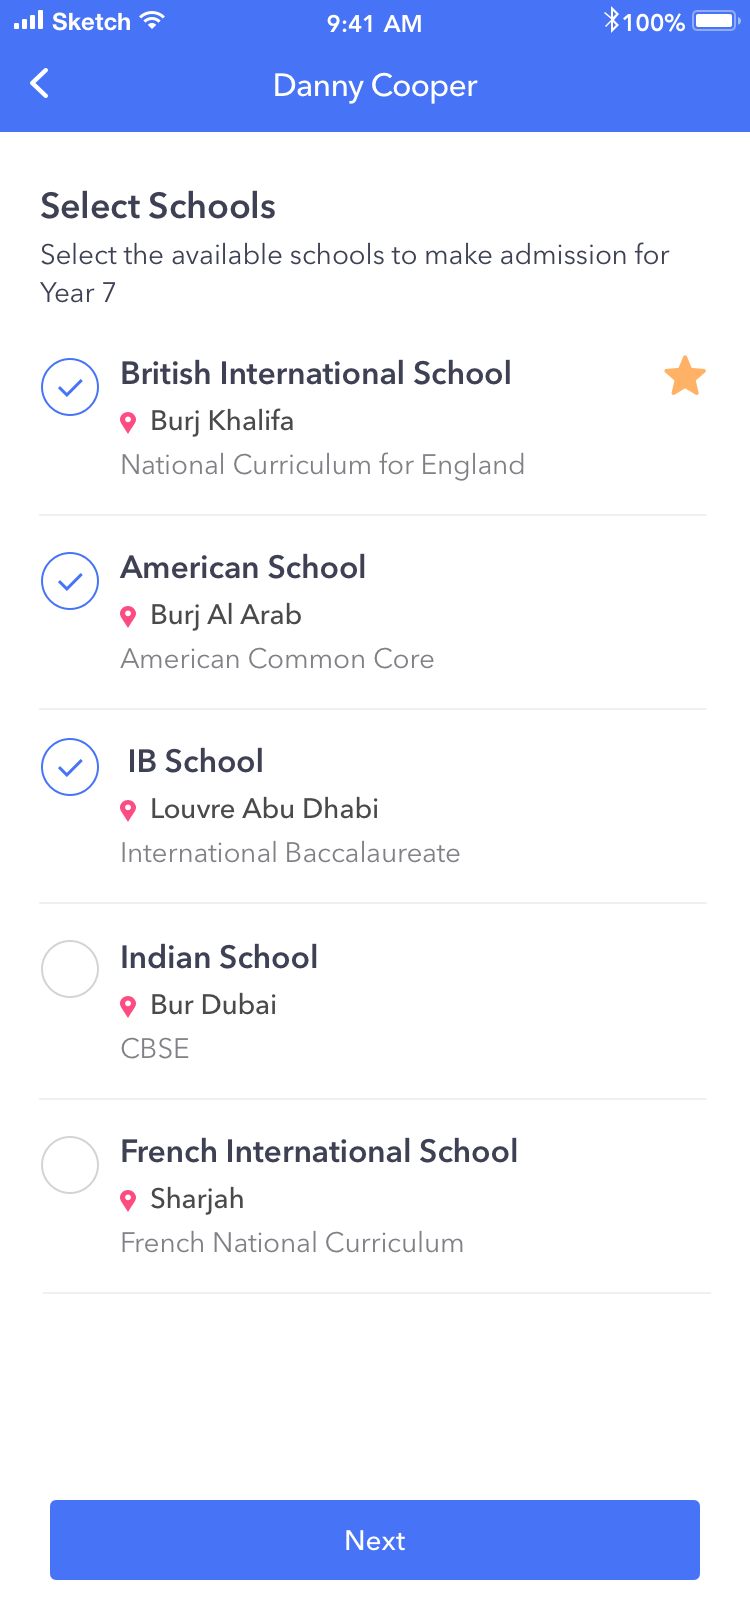 Sketch 9:41 AM 100%
Danny Cooper
Select Schools
Select the available schools to make admission for
Year 7
British International School
Burj Khalifa
National Curriculum for England
American School
Burj Al Arab
American Common Core
IB School
Louvre Abu Dhabi
International Baccalaureate
Indian School
Bur Dubai
CBSE
French International School
Sharjah
French National Curriculum
Next